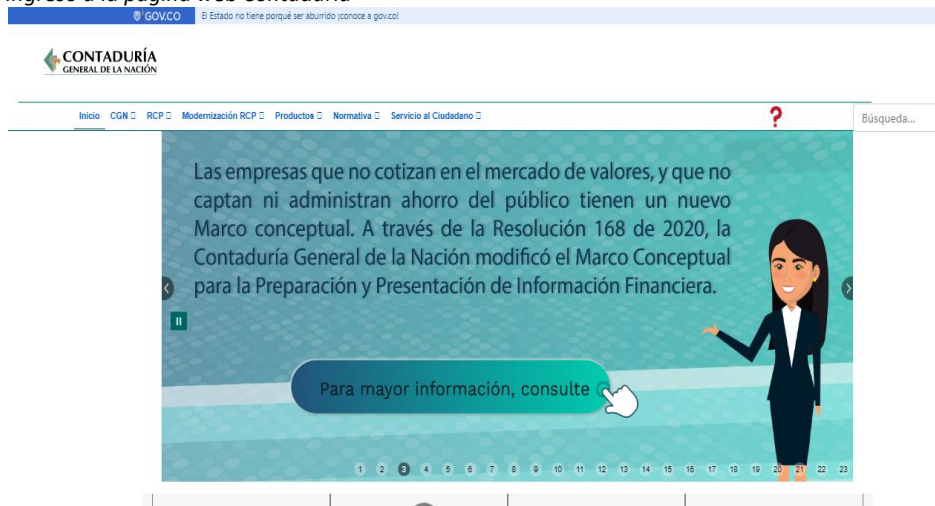 Ingreso a la página web Contaduría
GOV.CO El Estado no tiene porqué ser aburrido ¡conoce a gov.co!
CONTADURÍA
GENERAL DE LA NACIÓN
Inicio CGN RCP Modernización RCP Productos Normativa Servicio al Ciudadano ? Búsqueda...
Las empresas que no cotizan en el mercado de valores, y que no
captan ni administran ahorro del público tienen un nuevo
Marco conceptual. A través de la Resolución 168 de 2020, la
Contaduría General de la Nación modificó el Marco Conceptual
para la Preparación y Presentación de Información Financiera.
Para mayor información, consulte
1 2 3 4 5 6 7 8 9 10 11 12 13 14 15 16 17 18 19 20 21 22 23